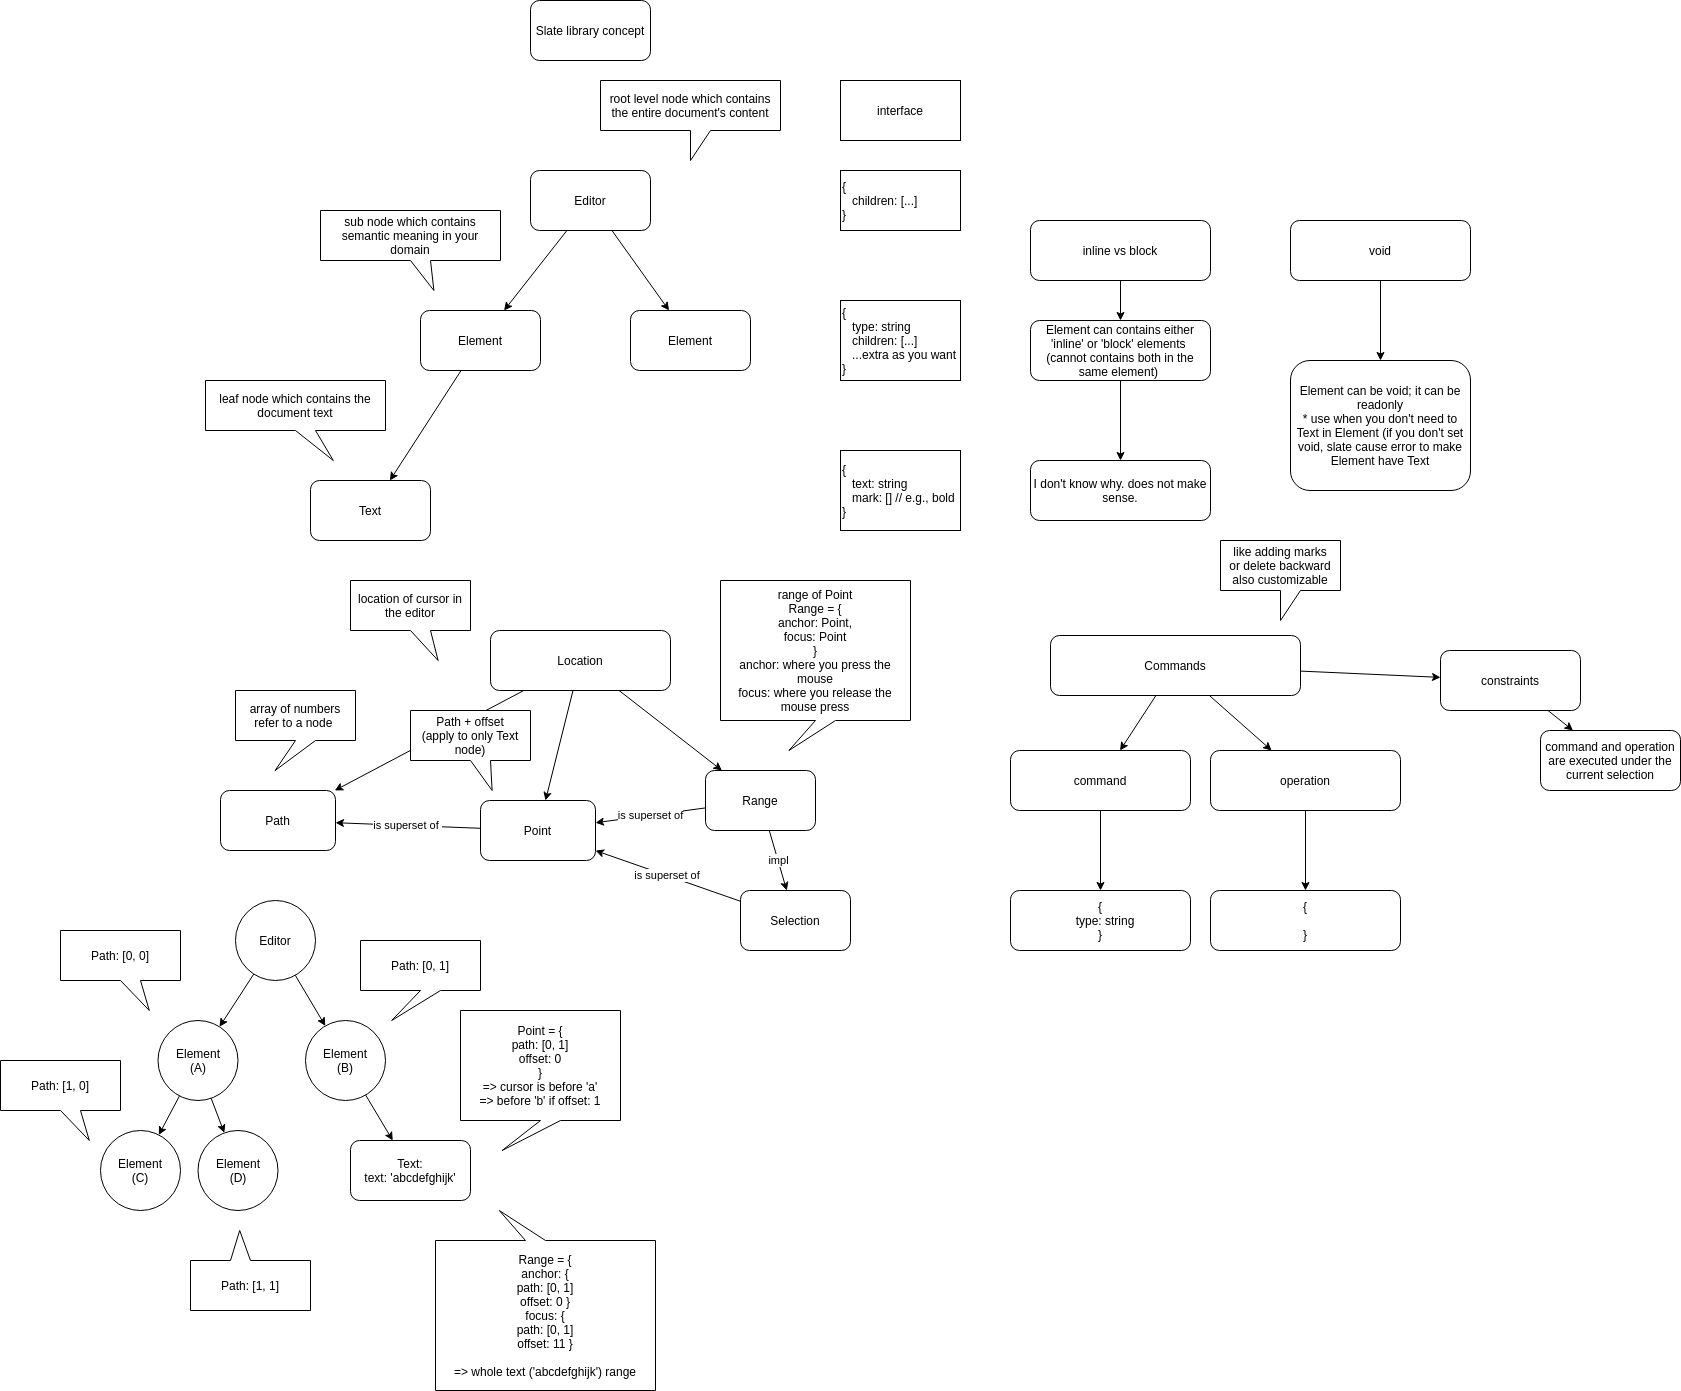 Slate library concept
root level node which contains
the entire document's content
interface
Editor
{
children: [...]
}
sub node which contains
semantic meaning in your
domain
inline vs block
void
Element
Element
{
type: string
children: [...]
...extra as you want
}
Element can contains either
'inline' or 'block' elements
(cannot contains both in the
same element)
Element can be void; it can be
readonly
* use when you don't need to
Text in Element (if you don't set
void, slate cause error to make
Element have Text
leaf node which contains the
document text
{
text: string
mark: [] // e.g., bold
}
I don't know why. does not make
sense.
Text
like adding marks
or delete backward
also customizable
location of cursor in
the editor
range of Point
Range = {
anchor: Point,
focus: Point
}
anchor: where you press the
mouse
focus: where you release the
mouse press
Location
Commands
constraints
array of numbers
refer to a node
Path + offset
(apply to only Text
node)
command and operation
are executed under the
current selection
command
operation
Path
is superset of
Point
is superset of
Range
impl
is superset of
Selection
{
type: string
}
{
}
Editor
Path: [0, 0]
Path: [0, 1]
Element
(A)
Element
(B)
Point = {
path: [0, 1]
offset: 0
}
=> cursor is before 'a'
=> before 'b' if offset: 1
Path: [1, 0]
Element
(C)
Element
(D)
Text:
text: 'abcdefghijk'
Path: [1, 1]
Range = {
anchor: {
path: [0, 1]
offset: 0 }
focus: {
path: [0, 1]
offset: 11 }
=> whole text ('abcdefghijk') range